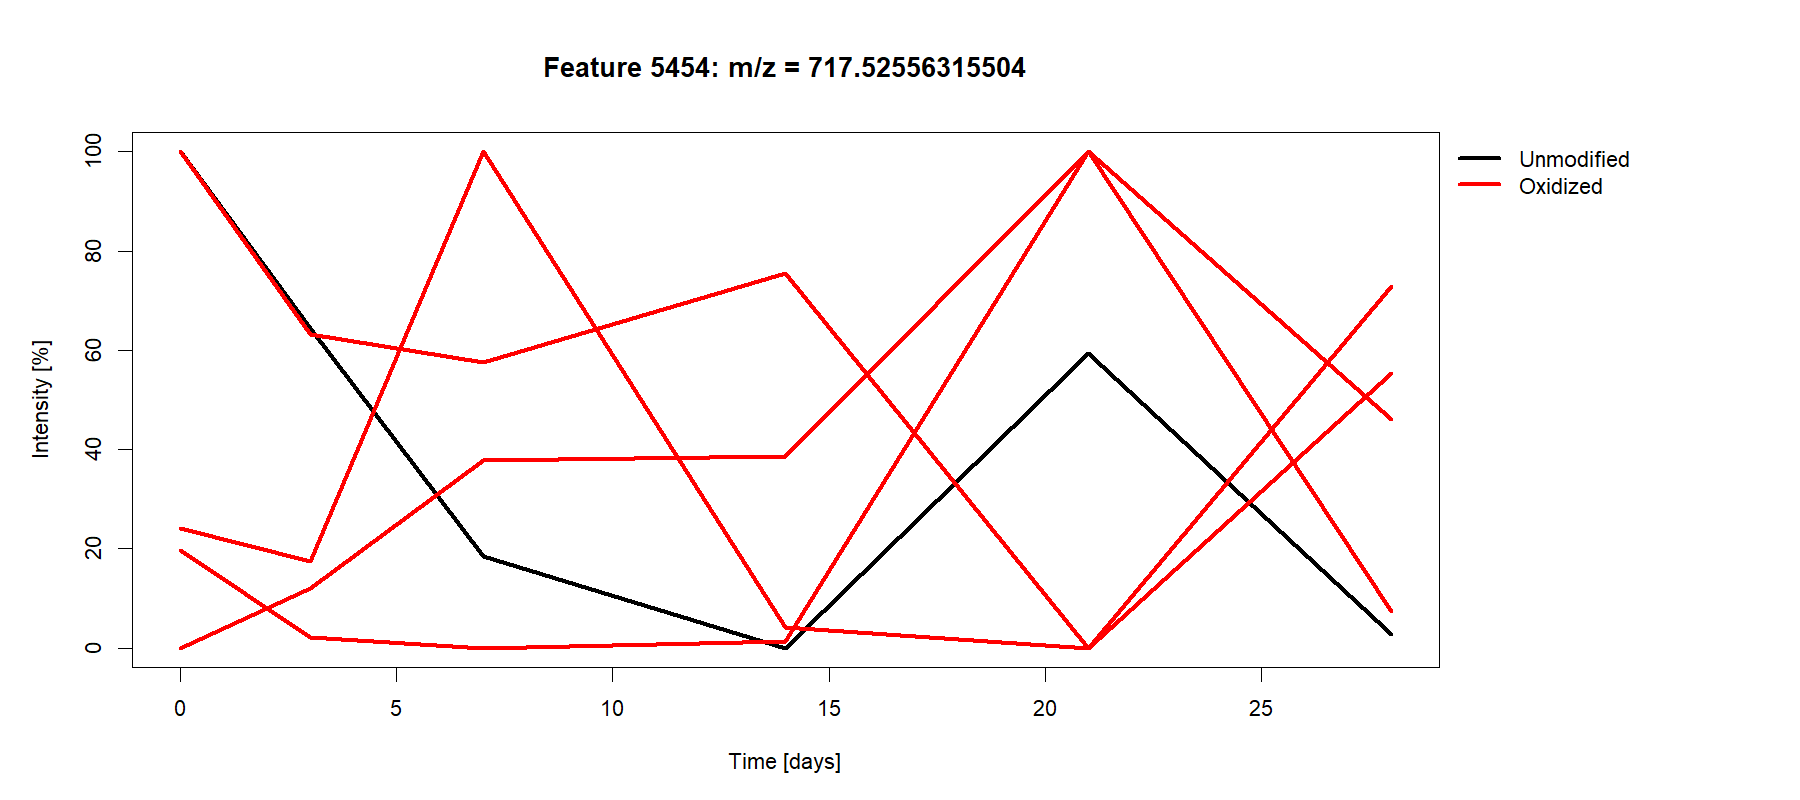 Feature 5454: m/z = 717.52556315504
Unmodified
Oxidized
Intensity [%]
100
80
60
40
20
0
0 5 10 15 20 25
Time [days]